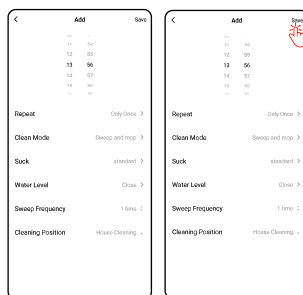 Add Save
11 54
12 55
13 56
14 57
Repeat Only Once
Clean Mode Sweep and mop
Suck standard
Water Level Close
Sweep Frequency 1 time
Cleaning Position House Cleaning
Add Save
11 54
12 55
13 56
14 57
Repeat Only Once
Clean Mode Sweep and mop
Suck standard
Water Level Close
Sweep Frequency 1 time
Cleaning Position House Cleaning